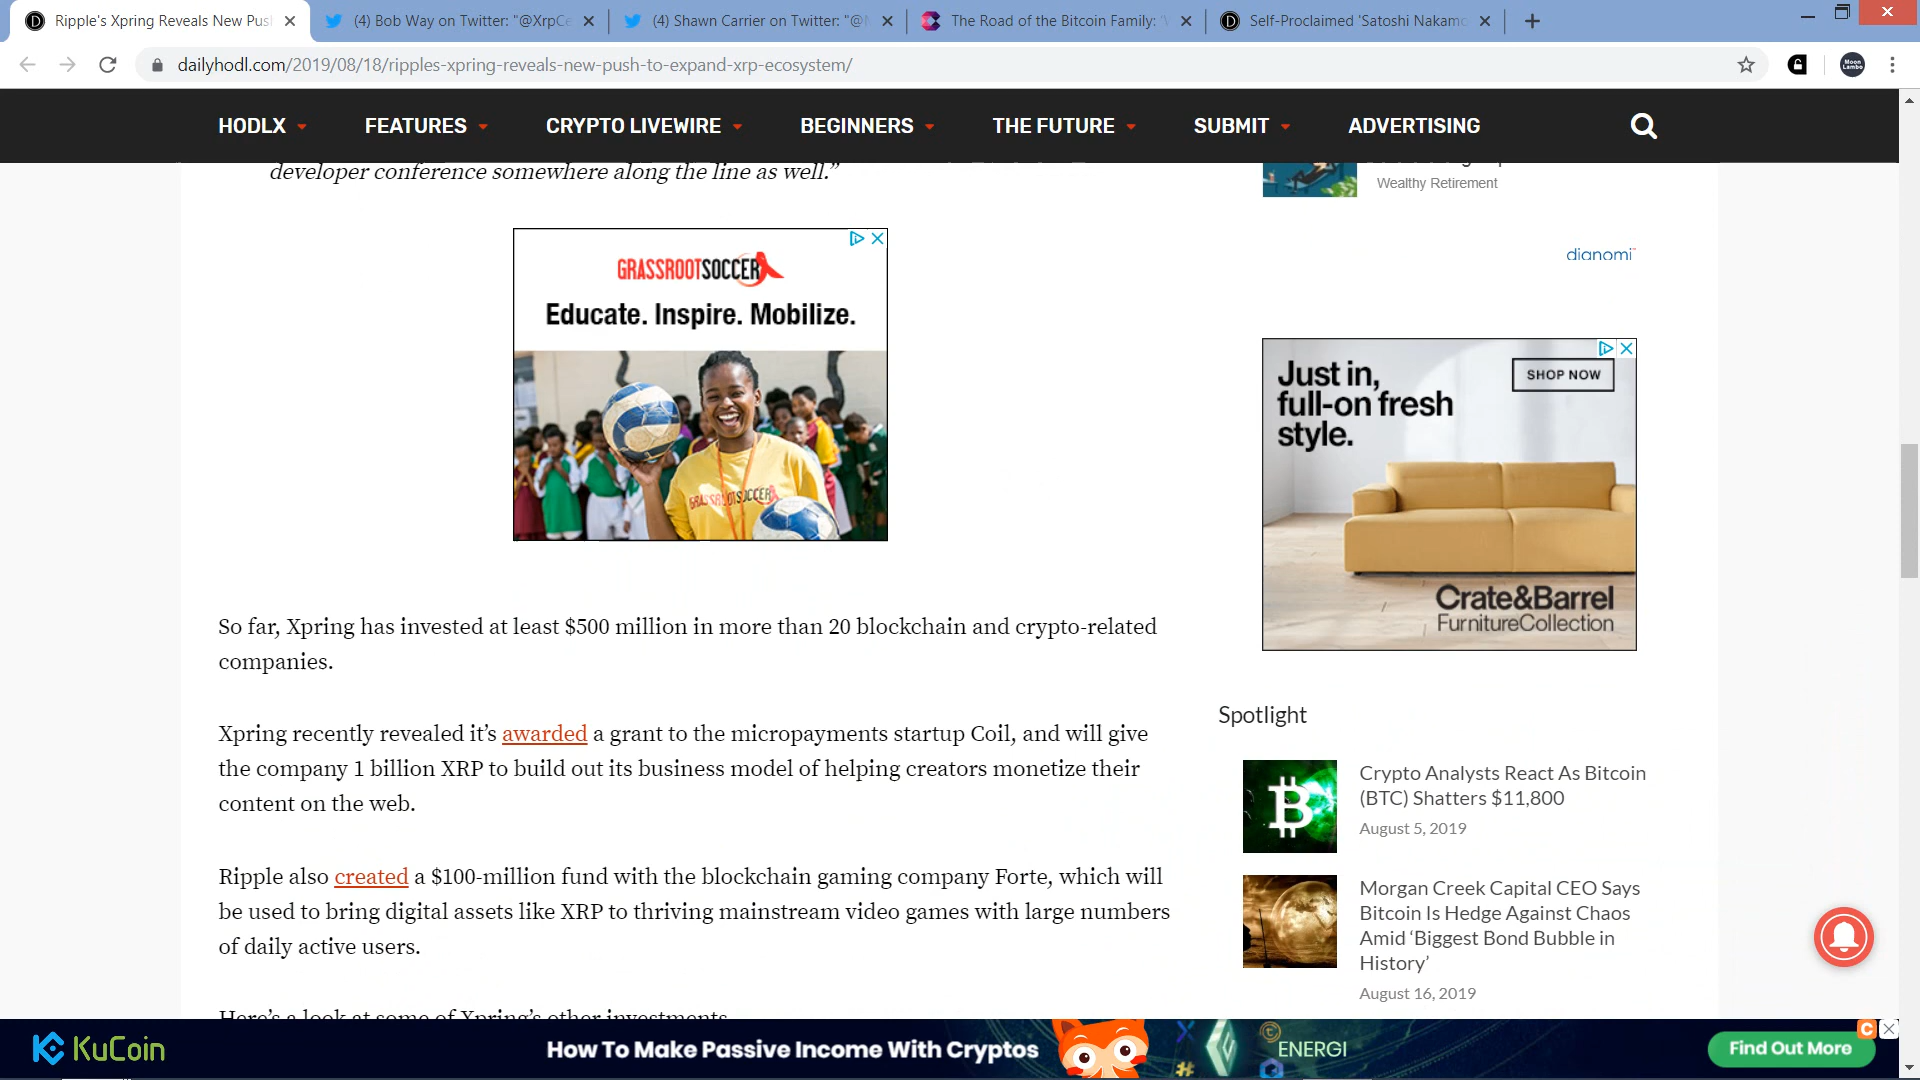 Ripple's Xpring Reveals New Pus
(4) Bob Way on Twitter: "@XrpCe
(4) Shawn Carrier on Twitter: "@
The Road of the Bitcoin Family:
Self-Proclaimed 'Satoshi Nakamo
dailyhodl.com/2019/08/18/ripples-xpring-reveals-new-push-to-expand-xrp-ecosystem/
HODLX
FEATURES
CRYPTO LIVEWIRE
BEGINNERS
THE FUTURE
SUBMIT
ADVERTISING
developer conference somewhere along the line as well.”
Wealthy Retirement
dianomi
GRASSROOTSOCCER
Educate. Inspire. Mobilize.
GRASSROOTSOCCER
Just in,
full-on fresh
style.
SHOP NOW
Crate&Barrel
FurnitureCollection
So far, Xpring has invested at least $500 million in more than 20 blockchain and crypto-related
companies.
Xpring recently revealed it’s awarded a grant to the micropayments startup Coil, and will give
the company 1 billion XRP to build out its business model of helping creators monetize their
content on the web.
Ripple also created a $100-million fund with the blockchain gaming company Forte, which will
be used to bring digital assets like XRP to thriving mainstream video games with large numbers
of daily active users.
Here’s a look at some of Xpring’s other investments
Spotlight
Crypto Analysts React As Bitcoin
(BTC) Shatters $11,800
August 5, 2019
Morgan Creek Capital CEO Says
Bitcoin Is Hedge Against Chaos
Amid ‘Biggest Bond Bubble in
History’
August 16, 2019
KuCoin
How To Make Passive Income With Cryptos
ENERGI
Find Out More